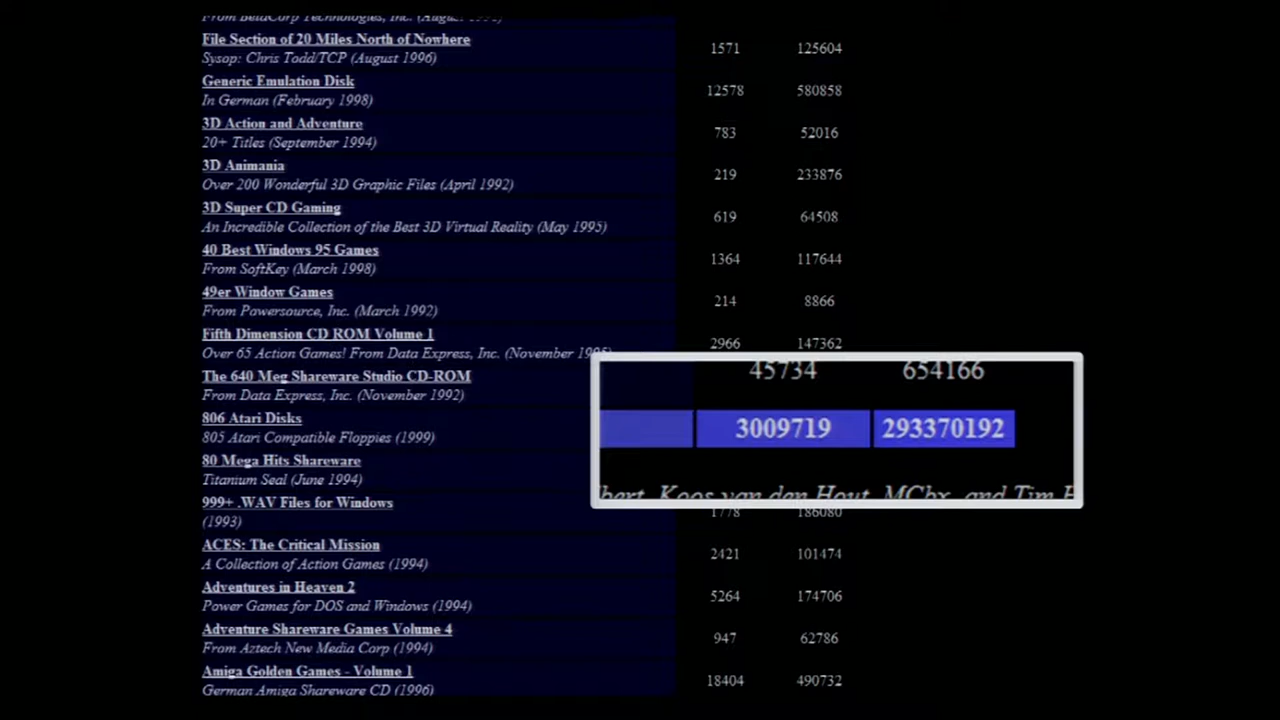 From BetaCorp Technologies, Inc. (August 1992)
File Section of 20 Miles North of Nowhere
Sysop: Chris Todd/TCP (August 1996) 1571 125604
Generic Emulation Disk
In German (February 1998) 12578 580858
3D Action and Adventure
20+ Titles (September 1994) 783 52016
3D Animania
Over 200 Wonderful 3D Graphic Files (April 1992) 219 233876
3D Super CD Gaming
An Incredible Collection of the Best 3D Virtual Reality (May 1995) 619 64508
40 Best Windows 95 Games
From SoftKey (March 1998) 1364 117644
49er Window Games
From Powersource, Inc. (March 1992) 214 8866
Fifth Dimension CD ROM Volume 1
Over 65 Action Games! From Data Express, Inc. (November 1995) 2966 147362
The 640 Meg Shareware Studio CD-ROM
From Data Express, Inc. (November 1992)
45734 654166
3009719 293370192
Koos van den Hout, MCbx, and Tim
806 Atari Disks
805 Atari Compatible Floppies (1999)
80 Mega Hits Shareware
Titanium Seal (June 1994)
999+ .WAV Files for Windows
(1993) 1778 186080
ACES: The Critical Mission
A Collection of Action Games (1994) 2421 101474
Adventures in Heaven 2
Power Games for DOS and Windows (1994) 5264 174706
Adventure Shareware Games Volume 4
From Aztech New Media Corp (1994) 947 62786
Amiga Golden Games - Volume 1
German Amiga Shareware CD (1996) 18404 490732